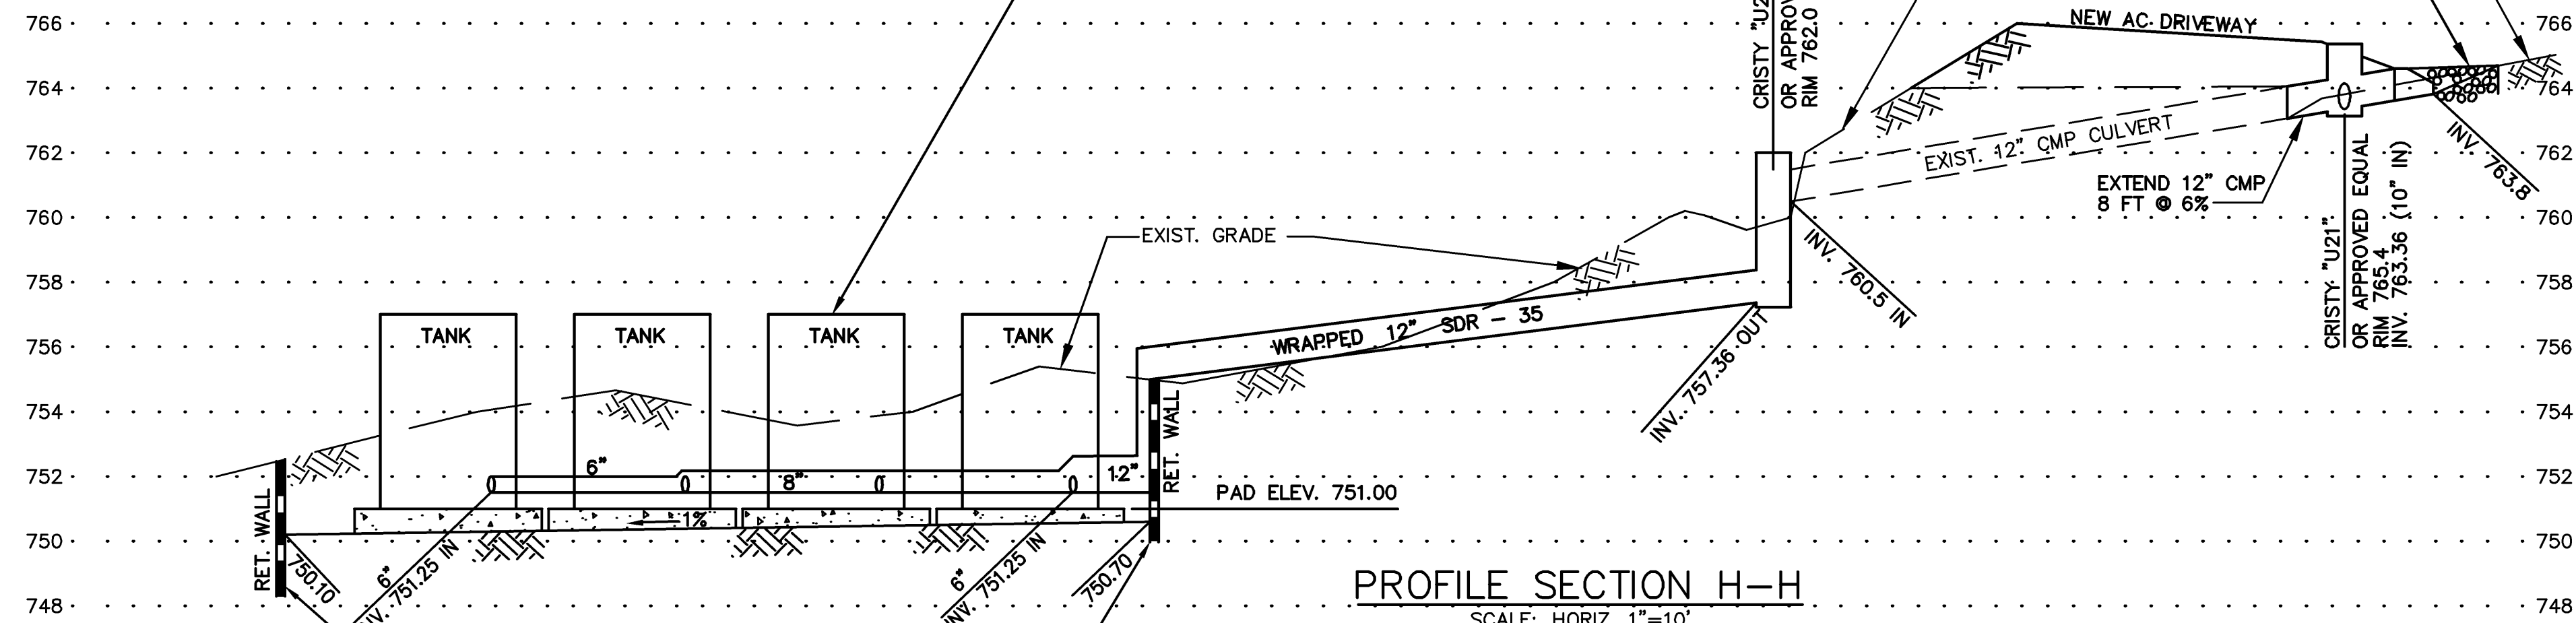 766
764
762
760
758
756
754
752
750
748
766
764
762
760
758
756
754
752
750
748
CRISTY "U2
OR APPROV
RIM 762.0
NEW AC. DRIVEWAY
EXIST. 12" CMP CULVERT
EXTEND 12" CMP
8 FT @ 6%
INV. 763.8
CRISTY "U21"
OR APPROVED EQUAL
RIM 765.4
INV. 763.36 (10" IN)
INV. 760.5 IN
INV. 757.36 OUT
EXIST. GRADE
WRAPPED 12" SDR - 35
TANK
TANK
TANK
TANK
6"
8"
12"
RET. WALL
RET. WALL
1%
PAD ELEV. 751.00
750.10
6"
INV. 751.25 IN
6"
INV. 751.25 IN
750.70
PROFILE SECTION H-H
SCALE: HORIZ. 1"=10'